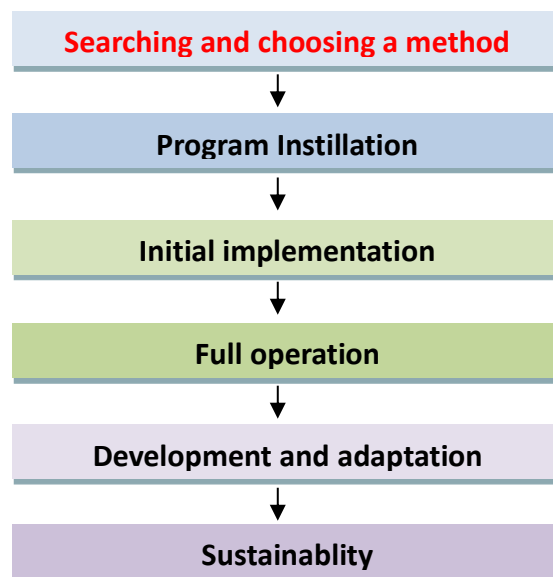 Searching and choosing a method
Program Instillation
Initial implementation
Full operation
Development and adaptation
Sustainablity